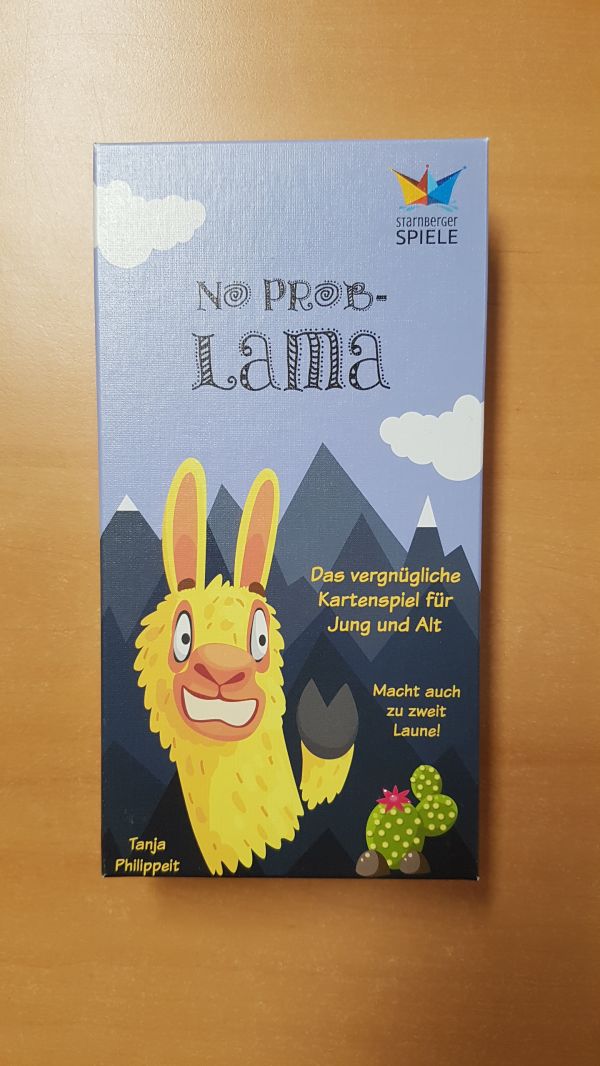 StarnBerger
SPIELE
No PROB-
LaMa
Das vergnügliche
Kartenspiel für
Jung und Alt
Macht auch
zu zweit
Laune!
Tanja
Philippeit